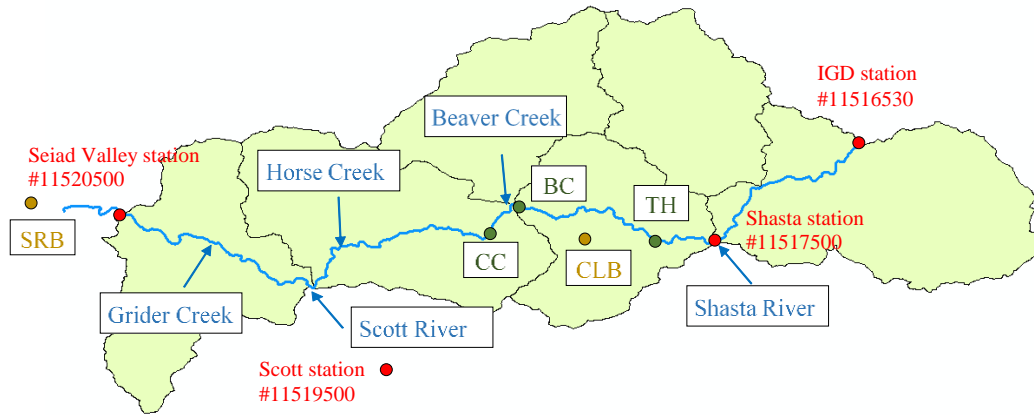 IGD station
#11516530
Beaver Creek
Seiad Valley station
#11520500
Horse Creek
BC
TH
SRB
Shasta station
#11517500
CC
CLB
Grider Creek
Scott River
Shasta River
Scott station
#11519500